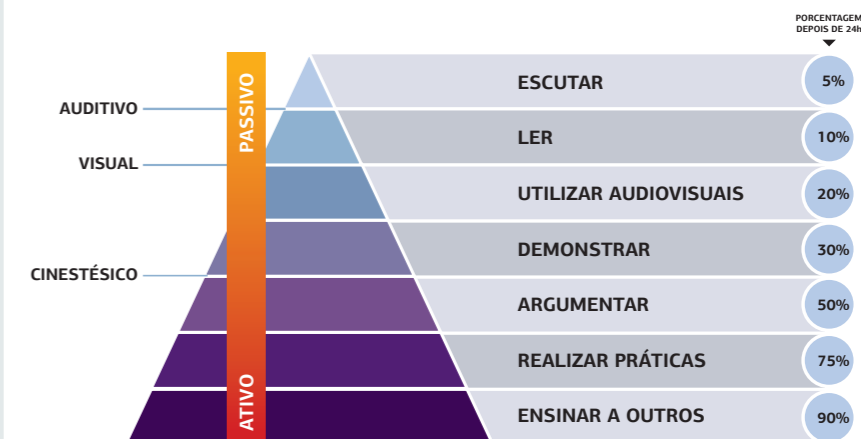 PORCENTAGEM
DEPOIS DE 24h
PASSIVO
ESCUTAR
5%
AUDITIVO
LER
10%
VISUAL
UTILIZAR AUDIOVISUAIS
20%
DEMONSTRAR
30%
CINESTÉSICO
ARGUMENTAR
50%
REALIZAR PRÁTICAS
75%
ATIVO
ENSINAR A OUTROS
90%